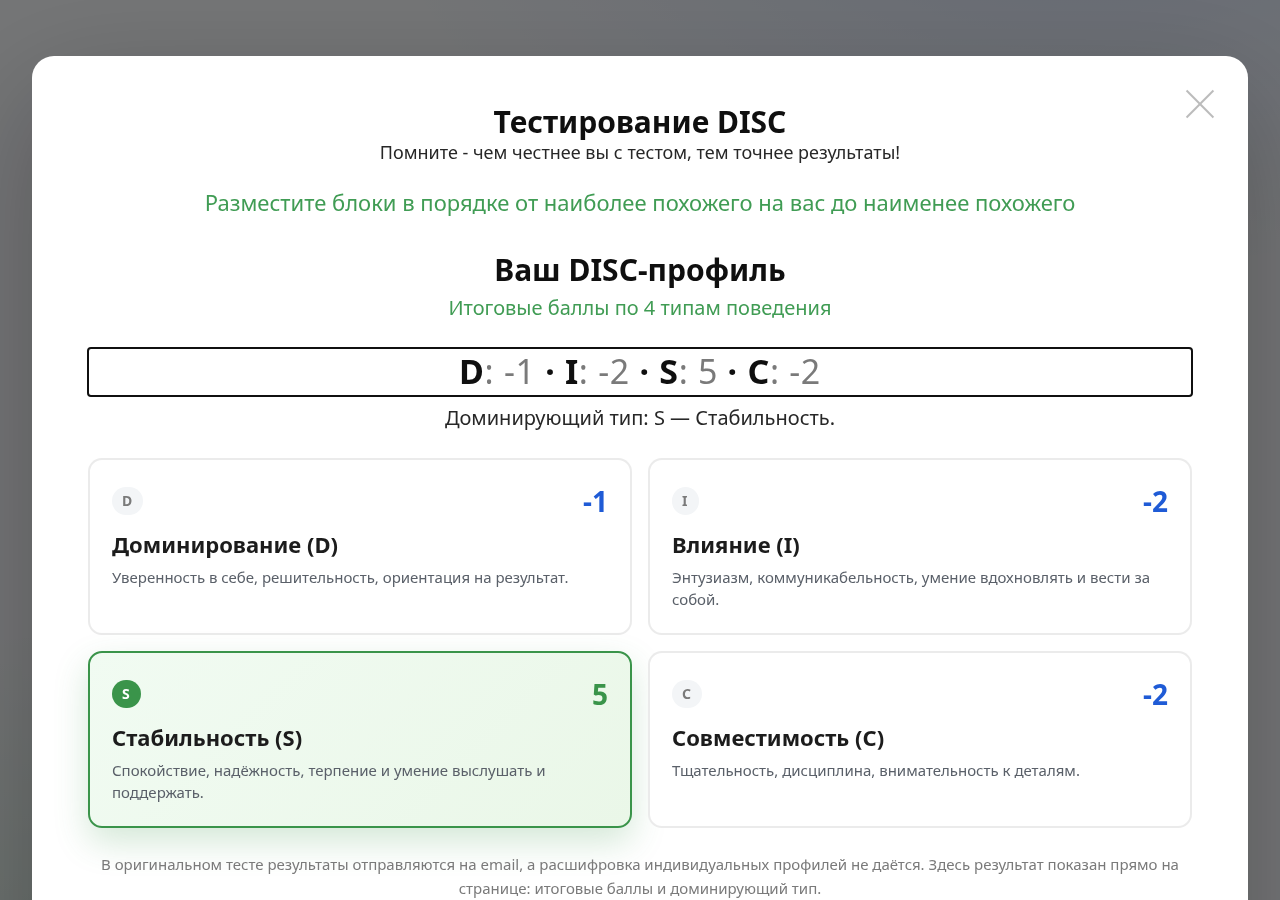 Тестирование DISC
Помните - чем честнее вы с тестом, тем точнее результаты!
Разместите блоки в порядке от наиболее похожего на вас до наименее похожего
Ваш DISC-профиль
Итоговые баллы по 4 типам поведения
D: -1 · I: -2 · S: 5 · C: -2
Доминирующий тип: S — Стабильность.
D
-1
Доминирование (D)
Уверенность в себе, решительность, ориентация на результат.
I
-2
Влияние (I)
Энтузиазм, коммуникабельность, умение вдохновлять и вести за
собой.
S
5
Стабильность (S)
Спокойствие, надёжность, терпение и умение выслушать и
поддержать.
C
-2
Совместимость (C)
Тщательность, дисциплина, внимательность к деталям.
В оригинальном тесте результаты отправляются на email, а расшифровка индивидуальных профилей не даётся. Здесь результат показан прямо на
странице: итоговые баллы и доминирующий тип.